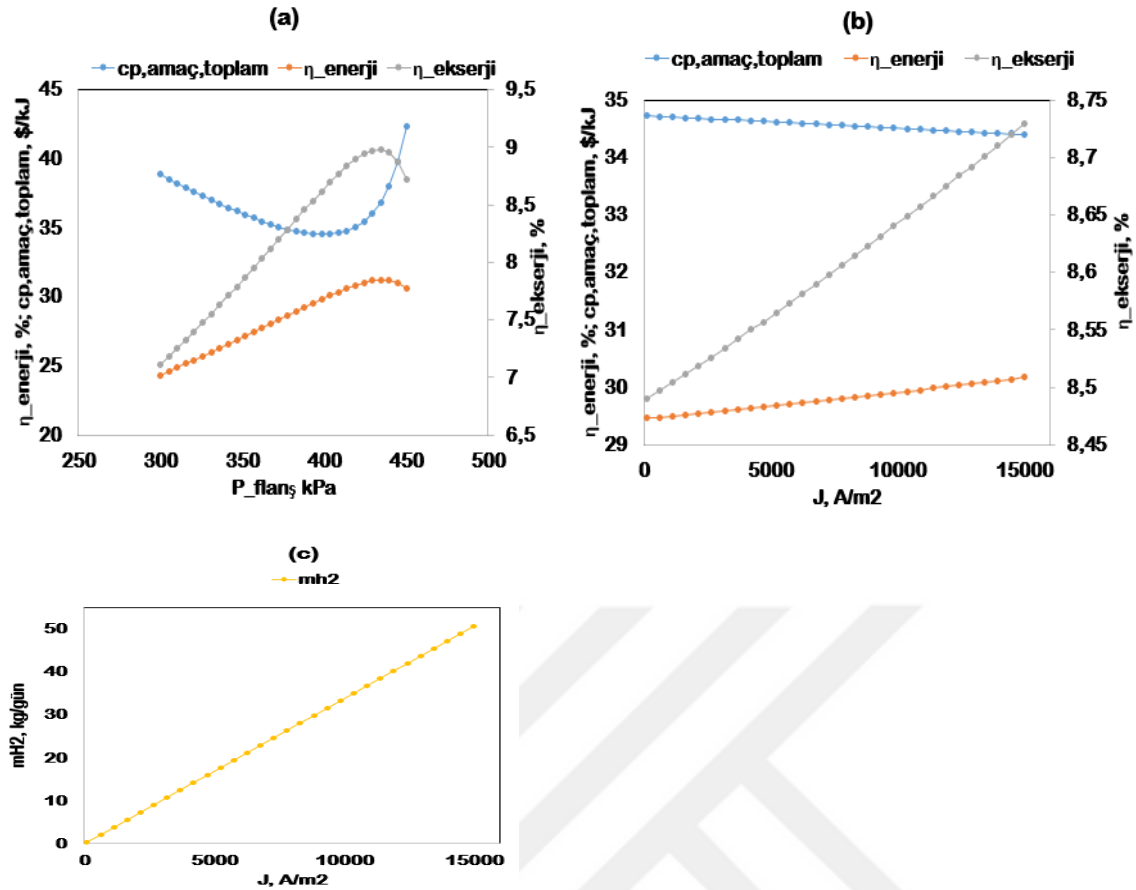 (a)
cp,amaç,toplam η_enerji η_ekserji
η_enerji, %; cp,amaç,toplam, $/kJ
45
40
35
30
25
20
9,5
9
8,5
8
7,5
7
6,5
η_ekserji, %
250 300 350 400 450 500
P_flanş kPa
(b)
cp,amaç,toplam η_enerji η_ekserji
η_enerji, %; cp,amaç,toplam, $/kJ
35
34
33
32
31
30
29
8,75
8,7
8,65
8,6
8,55
8,5
8,45
η_ekserji, %
0 5000 10000 15000
J, A/m2
(c)
mh2
mH2, kg/gün
50
40
30
20
10
0
0 5000 10000 15000
J, A/m2